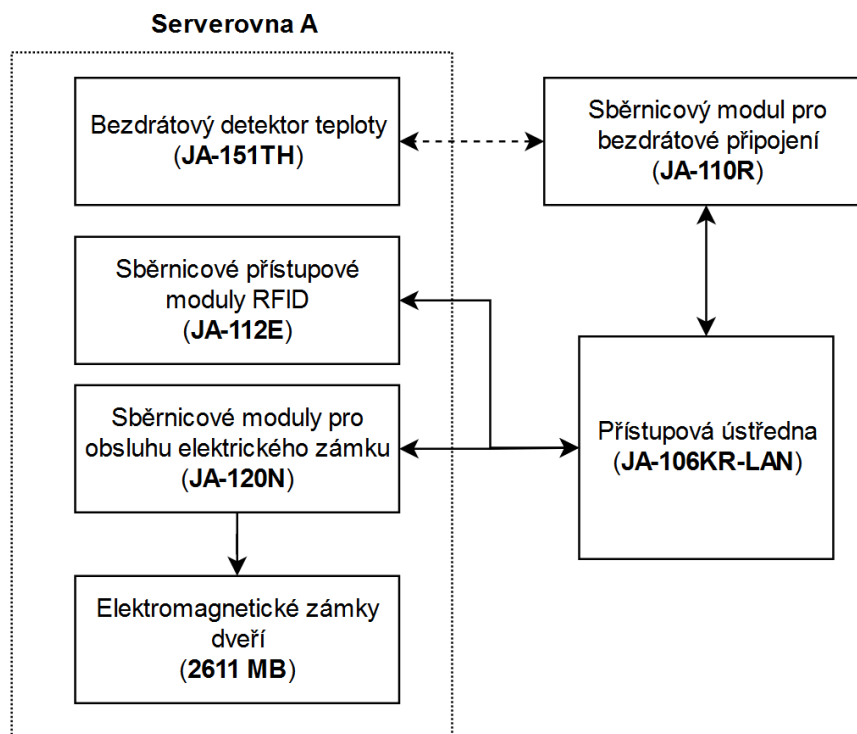 Serverovna A
Bezdrátový detektor teploty
(JA-151TH)
Sběrnicový modul pro
bezdrátové připojení
(JA-110R)
Sběrnicové přístupové
moduly RFID
(JA-112E)
Sběrnicové moduly pro
obsluhu elektrického zámku
(JA-120N)
Přístupová ústředna
(JA-106KR-LAN)
Elektromagnetické zámky
dveří
(2611 MB)